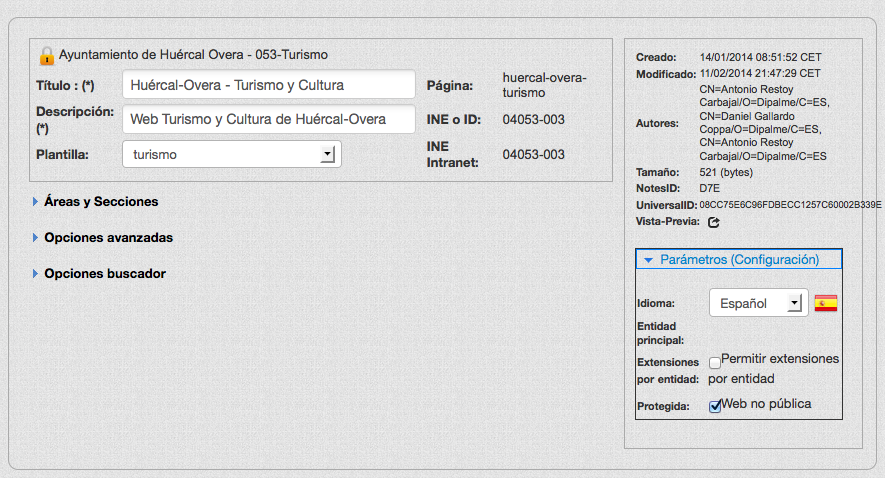 Ayuntamiento de Huércal Overa - 053-Turismo
Título : (*)
Huércal-Overa - Turismo y Cultura
Página:
huercal-overa-
turismo
Descripción:
(*)
Web Turismo y Cultura de Huércal-Overa
INE o ID:
04053-003
Plantilla:
turismo
INE
Intranet:
04053-003
Áreas y Secciones
Opciones avanzadas
Opciones buscador
Creado: 14/01/2014 08:51:52 CET
Modificado: 11/02/2014 21:47:29 CET
Autores:
CN=Antonio Restoy
Carbajal/O=Dipalme/C=ES,
CN=Daniel Gallardo
Coppa/O=Dipalme/C=ES,
CN=Antonio Restoy
Carbajal/O=Dipalme/C=ES
Tamaño: 521 (bytes)
NotesID: D7E
UniversalID: 08CC75E6C96FDBECC1257C60002B339E
Vista-Previa:
Parámetros (Configuración)
Idioma: Español
Entidad
principal:
Extensiones
por entidad:
Permitir extensiones
por entidad
Protegida: Web no pública